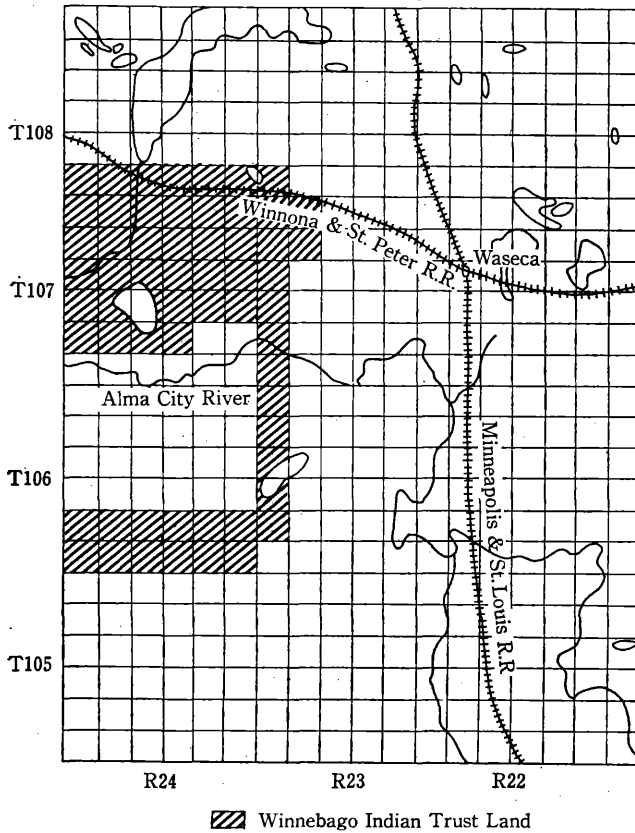 T108
Winnona & St. Peter R.R.
Waseca
T107
Alma City River
Minneapolis & St. Louis R.R
T106
T105
R24
R23
R22
Winnebago Indian Trust Land